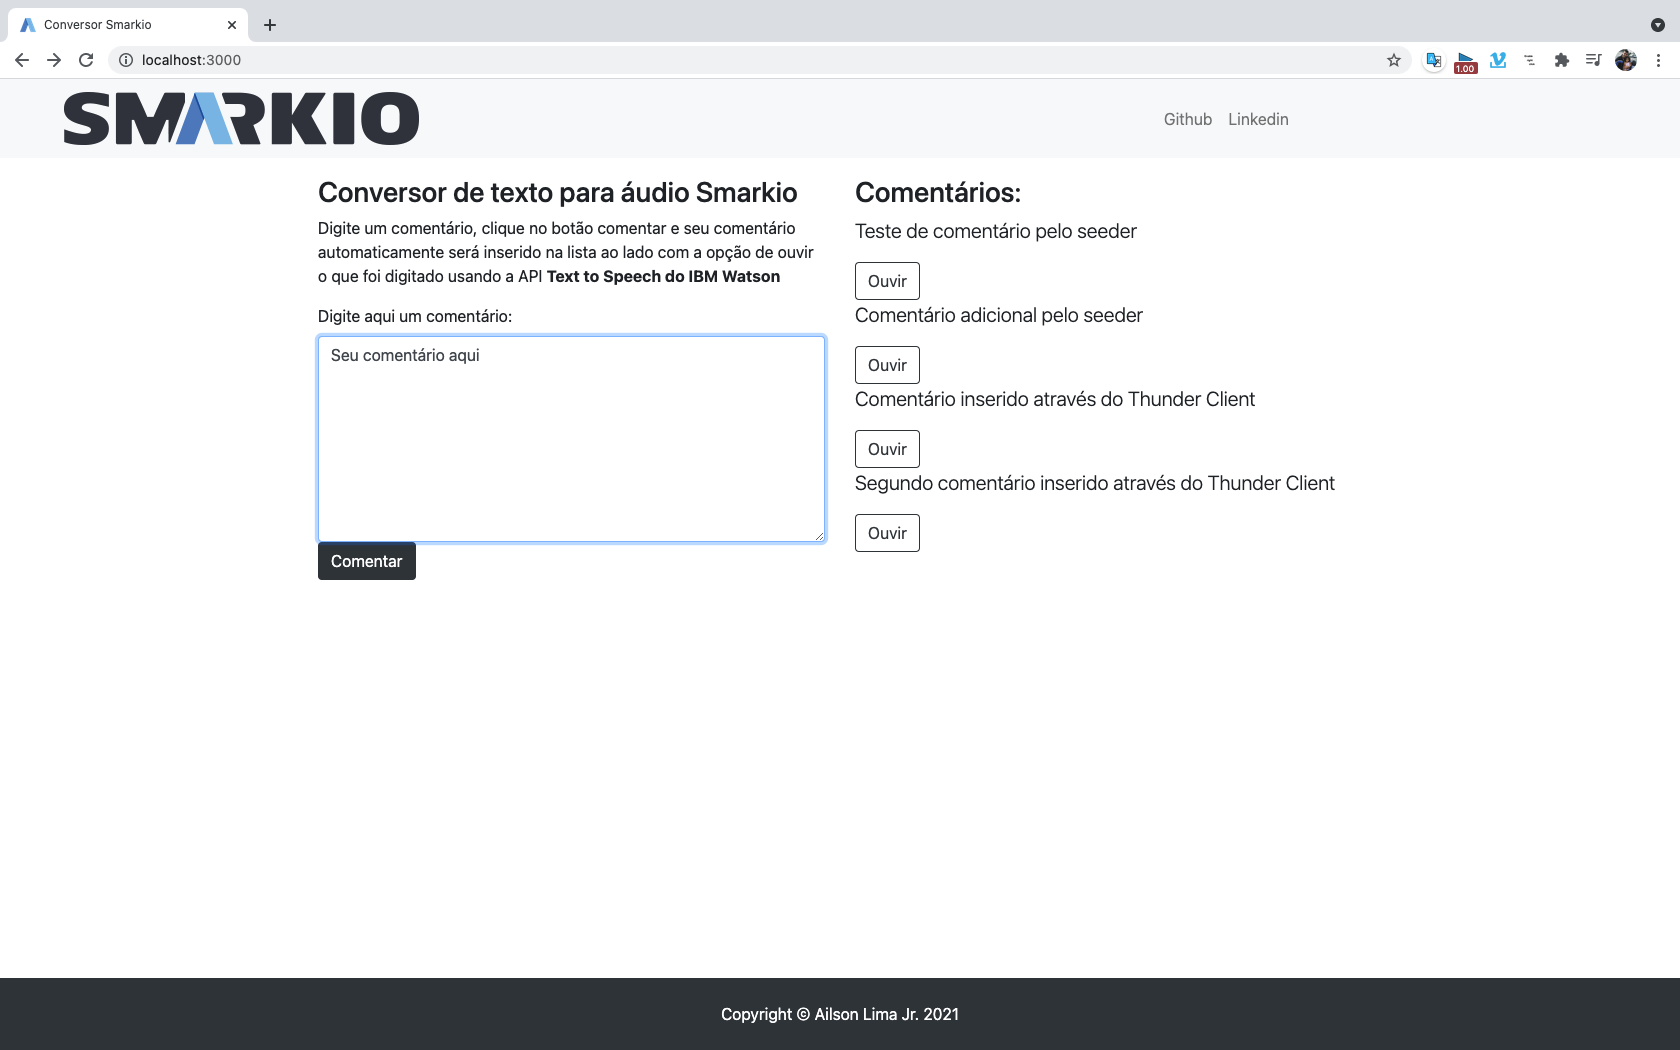 Conversor Smarkio
localhost:3000
1.00
SMARKIO
Github Linkedin
Conversor de texto para áudio Smarkio
Digite um comentário, clique no botão comentar e seu comentário
automaticamente será inserido na lista ao lado com a opção de ouvir
o que foi digitado usando a API Text to Speech do IBM Watson
Digite aqui um comentário:
Seu comentário aqui
Comentar
Comentários:
Teste de comentário pelo seeder
Ouvir
Comentário adicional pelo seeder
Ouvir
Comentário inserido através do Thunder Client
Ouvir
Segundo comentário inserido através do Thunder Client
Ouvir
Copyright © Ailson Lima Jr. 2021